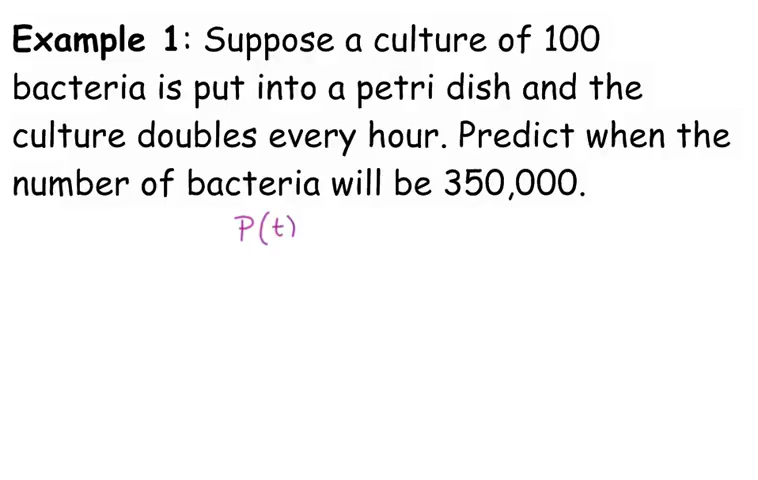 Example 1: Suppose a culture of 100
bacteria is put into a petri dish and the
culture doubles every hour. Predict when the
number of bacteria will be 350,000.
P(t)